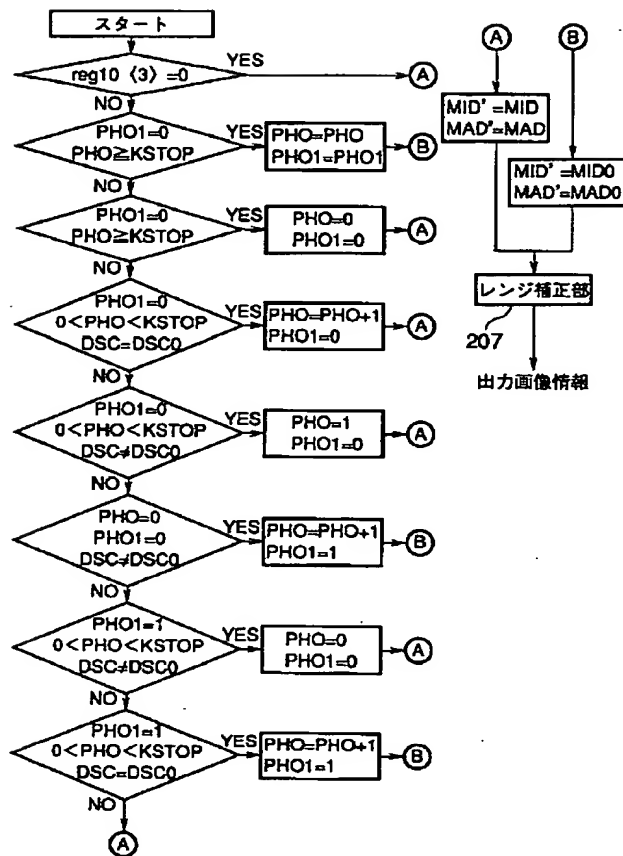 スタート
reg10〈3〉=0
YES
A
NO
PHO1=0
PHO≧KSTOP
YES
PHO=PHO
PHO1=PHO1
B
NO
PHO1=0
PHO≧KSTOP
YES
PHO=0
PHO1=0
A
NO
PHO1=0
0<PHO<KSTOP
DSC=DSC0
YES
PHO=PHO+1
PHO1=0
A
NO
PHO1=0
0<PHO<KSTOP
DSC≠DSC0
YES
PHO=1
PHO1=0
A
NO
PHO=0
PHO1=0
DSC≠DSC0
YES
PHO=PHO+1
PHO1=1
B
NO
PHO1=1
0<PHO<KSTOP
DSC≠DSC0
YES
PHO=0
PHO1=0
A
NO
PHO1=1
0<PHO<KSTOP
DSC=DSC0
YES
PHO=PHO+1
PHO1=1
B
NO
A
A
MID'=MID
MAD'=MAD
B
MID'=MID0
MAD'=MAD0
レンジ補正部
207
出力画像情報